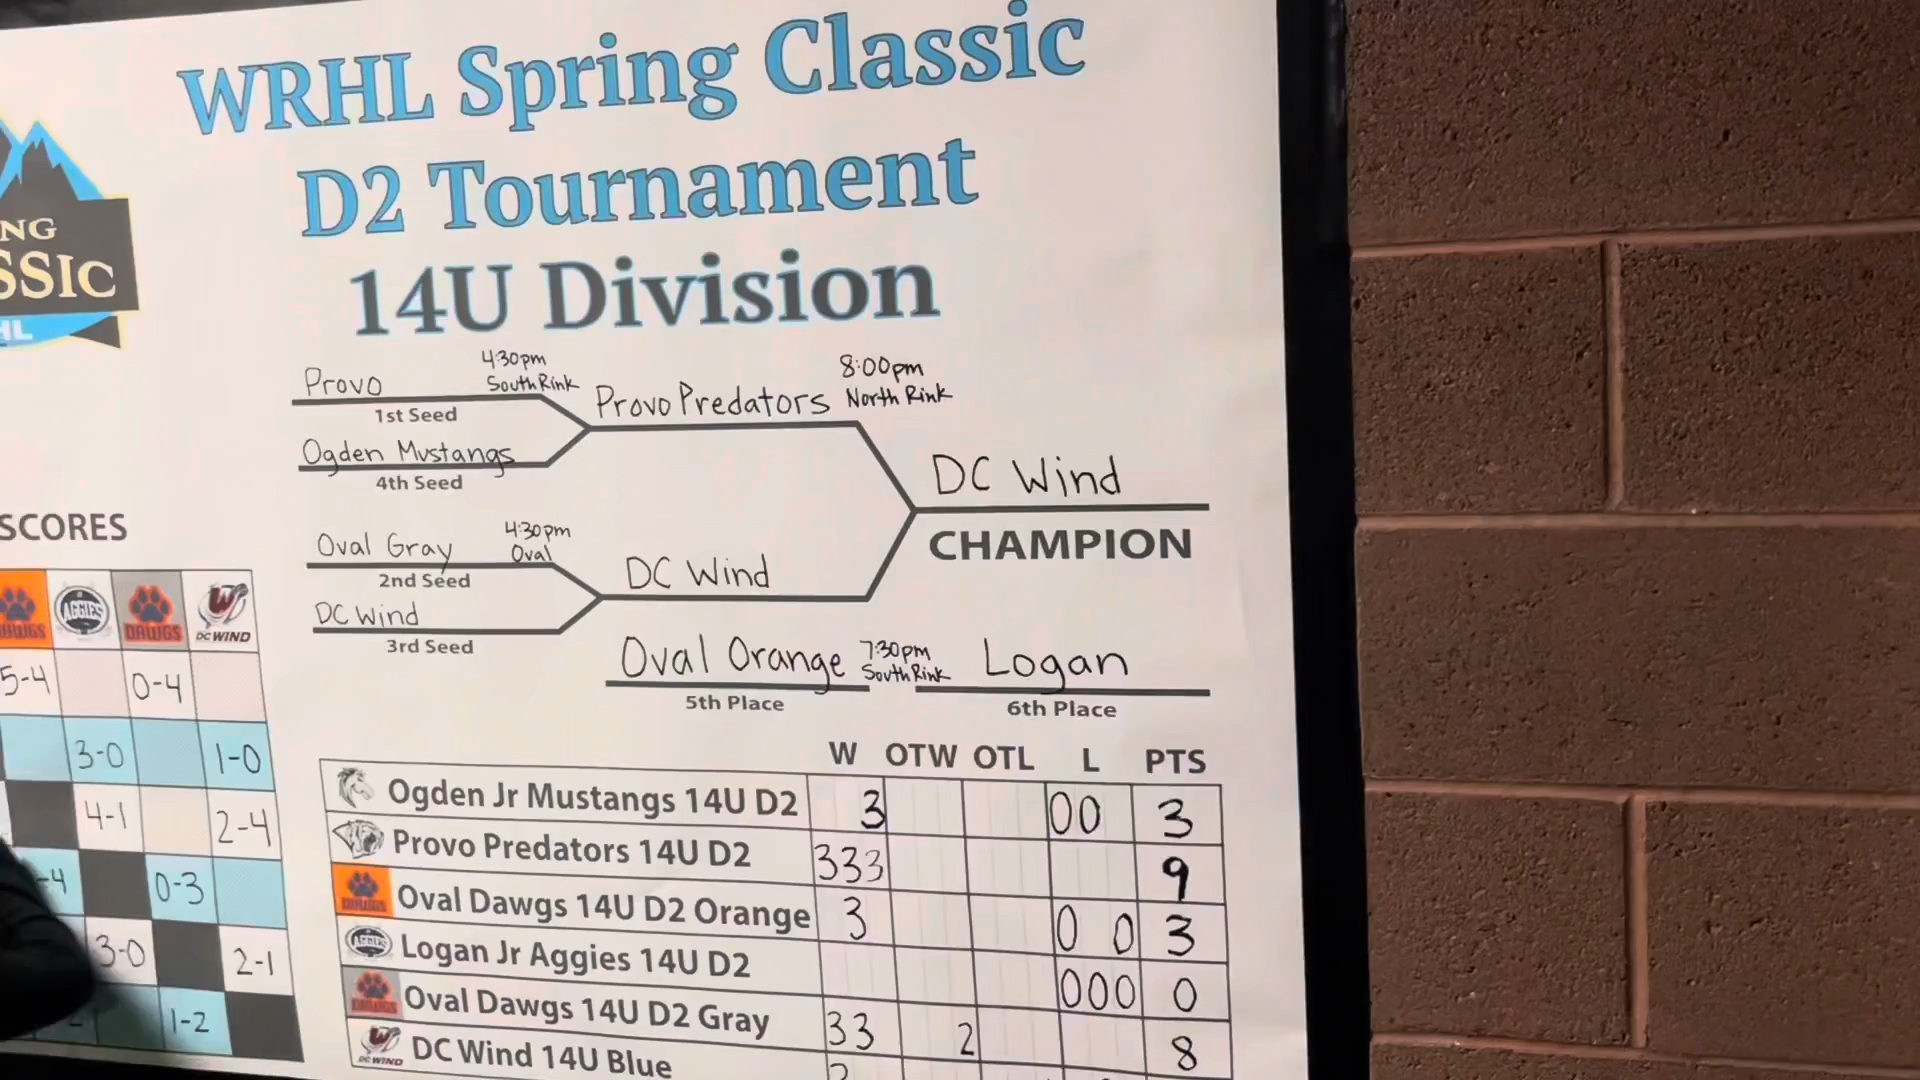 WRHL Spring Classic
D2 Tournament
14U Division
NG
SSIC
HL
Provo
1st Seed
4:30pm
South Rink
Ogden Mustangs
4th Seed
Provo Predators
8:00pm
North Rink
Oval Gray
2nd Seed
4:30pm
Oval
DC Wind
3rd Seed
DC Wind
DC Wind
CHAMPION
Oval Orange
5th Place
7:30pm
South Rink
Logan
6th Place
SCORES
DAWGS AGGIES DAWGS DC WIND
5-4 0-4
3-0 1-0
4-1 2-4
-4 0-3
3-0 2-1
1-2
W OTW OTL L PTS
Ogden Jr Mustangs 14U D2 3 00 3
Provo Predators 14U D2 333 9
DAWGS Oval Dawgs 14U D2 Orange 3 0 0 3
AGGIES Logan Jr Aggies 14U D2 000 0
DAWGS Oval Dawgs 14U D2 Gray 33 2 8
DC WIND DC Wind 14U Blue